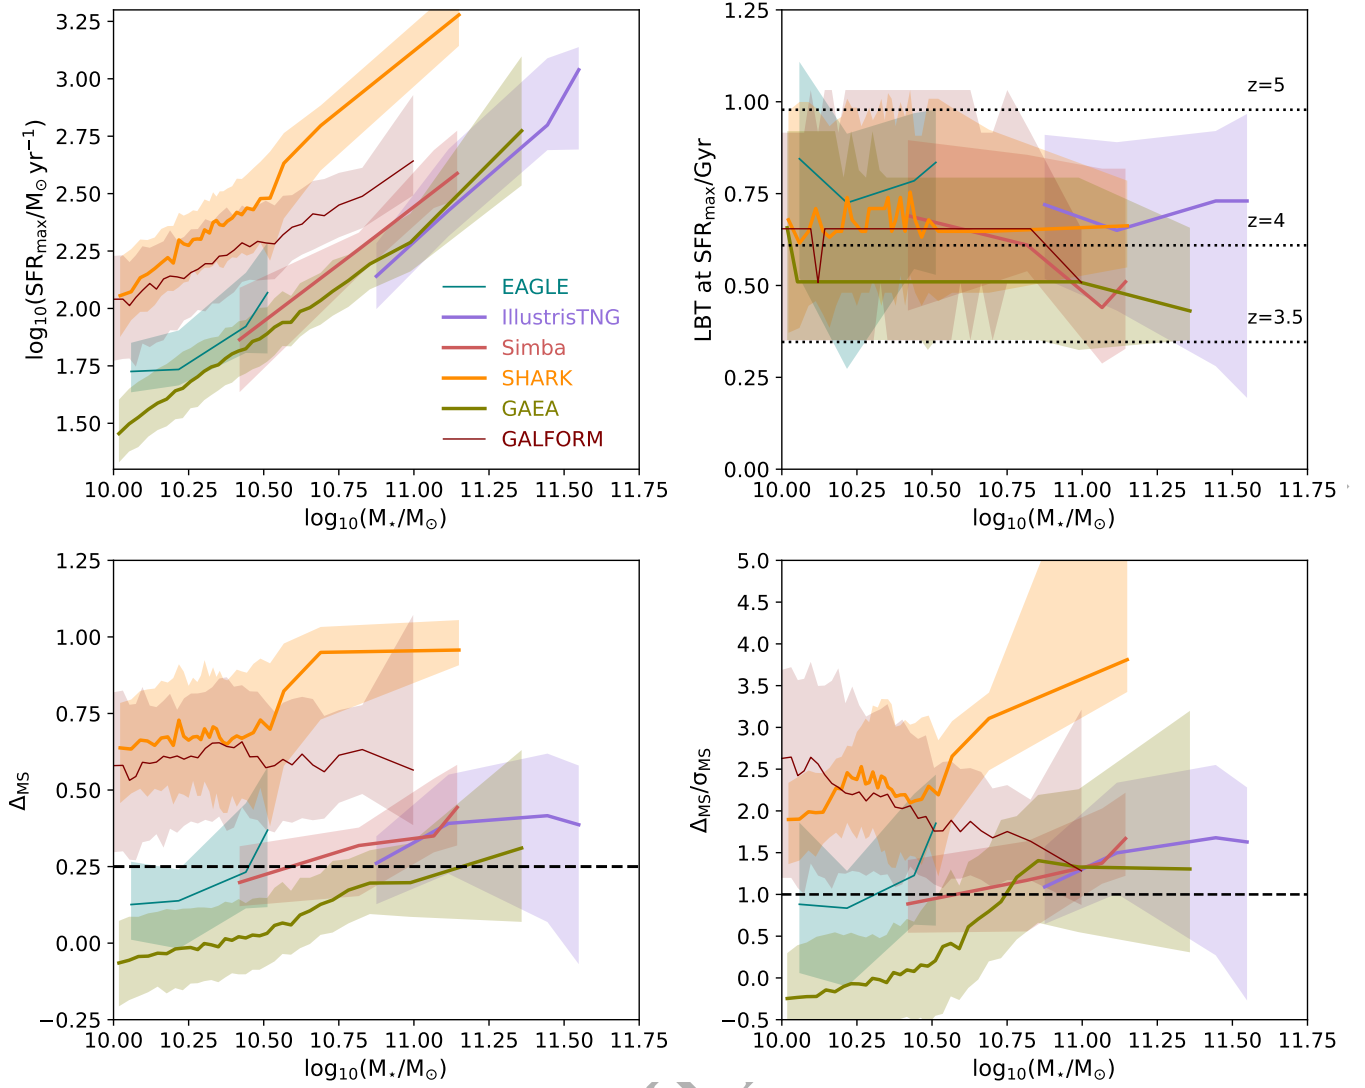 3.25
3.00
2.75
2.50
2.25
2.00
1.75
1.50
log₁₀(SFRₘₐₓ/M⊙ yr⁻¹)
EAGLE
IllustrisTNG
Simba
SHARK
GAEA
GALFORM
10.00 10.25 10.50 10.75 11.00 11.25 11.50 11.75
log₁₀(M⋆/M⊙)
1.25
1.00
0.75
0.50
0.25
0.00
LBT at SFRₘₐₓ/Gyr
z=5
z=4
z=3.5
10.00 10.25 10.50 10.75 11.00 11.25 11.50 11.75
log₁₀(M⋆/M⊙)
1.25
1.00
0.75
0.50
0.25
0.00
−0.25
Δ_MS
10.00 10.25 10.50 10.75 11.00 11.25 11.50 11.75
log₁₀(M⋆/M⊙)
5.0
4.5
4.0
3.5
3.0
2.5
2.0
1.5
1.0
0.5
0.0
−0.5
Δ_MS/σ_MS
10.00 10.25 10.50 10.75 11.00 11.25 11.50 11.75
log₁₀(M⋆/M⊙)